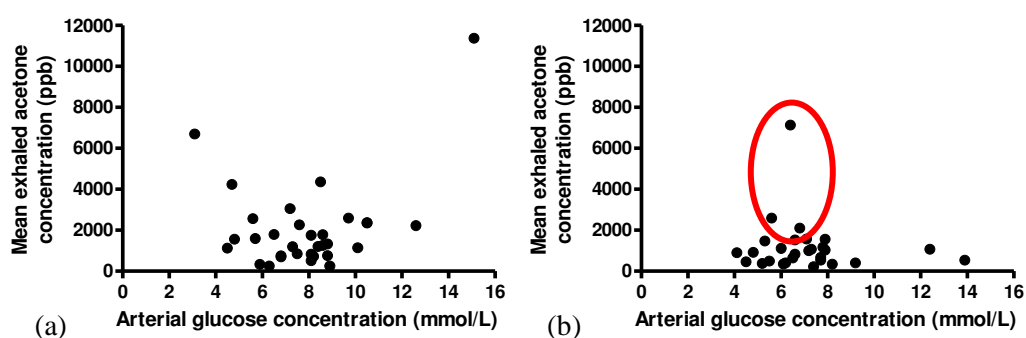 Mean exhaled acetone
concentration (ppb)
12000
10000
8000
6000
4000
2000
0
0 2 4 6 8 10 12 14 16
(a) Arterial glucose concentration (mmol/L)
Mean exhaled acetone
concentration (ppb)
12000
10000
8000
6000
4000
2000
0
0 2 4 6 8 10 12 14 16
(b) Arterial glucose concentration (mmol/L)